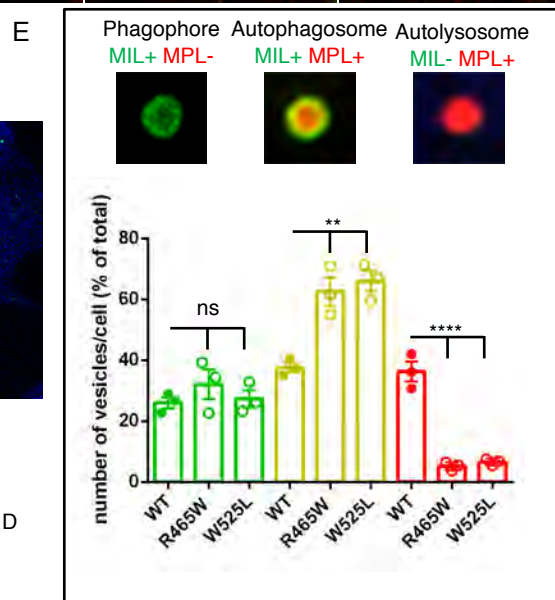 E
Phagophore Autophagosome Autolysosome
MIL+ MPL- MIL+ MPL+ MIL- MPL+
number of vesicles/cell (% of total)
80
60
40
20
0
ns
**
****
WT R465W W525L WT R465W W525L WT R465W W525L
D